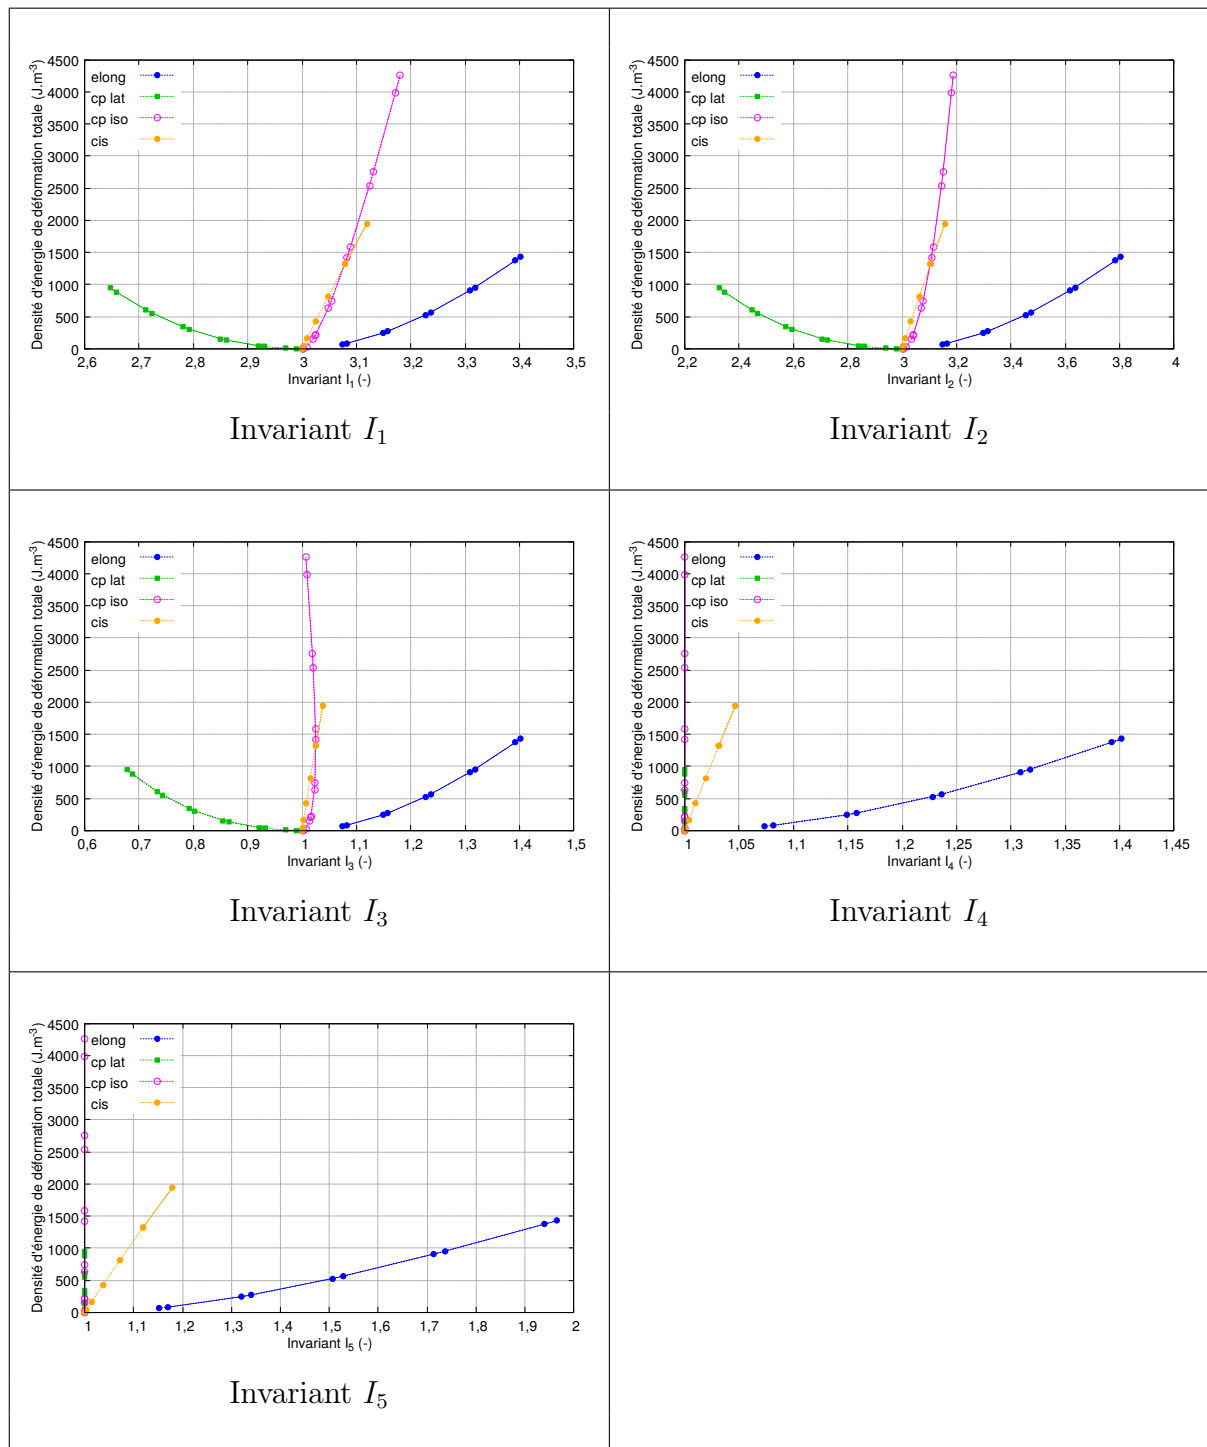 Densité d'énergie de déformation totale (J.m-3)
4500
4000
3500
3000
2500
2000
1500
1000
500
0
elong
cp lat
cp iso
cis
2,6 2,7 2,8 2,9 3 3,1 3,2 3,3 3,4 3,5
Invariant I1 (-)
Invariant I1
Densité d'énergie de déformation totale (J.m-3)
4500
4000
3500
3000
2500
2000
1500
1000
500
0
elong
cp lat
cp iso
cis
2,2 2,4 2,6 2,8 3 3,2 3,4 3,6 3,8 4
Invariant I2 (-)
Invariant I2
Densité d'énergie de déformation totale (J.m-3)
4500
4000
3500
3000
2500
2000
1500
1000
500
0
elong
cp lat
cp iso
cis
0,6 0,7 0,8 0,9 1 1,1 1,2 1,3 1,4 1,5
Invariant I3 (-)
Invariant I3
Densité d'énergie de déformation totale (J.m-3)
4500
4000
3500
3000
2500
2000
1500
1000
500
0
elong
cp lat
cp iso
cis
1 1,05 1,1 1,15 1,2 1,25 1,3 1,35 1,4 1,45
Invariant I4 (-)
Invariant I4
Densité d'énergie de déformation totale (J.m-3)
4500
4000
3500
3000
2500
2000
1500
1000
500
0
elong
cp lat
cp iso
cis
1 1,1 1,2 1,3 1,4 1,5 1,6 1,7 1,8 1,9 2
Invariant I5 (-)
Invariant I5